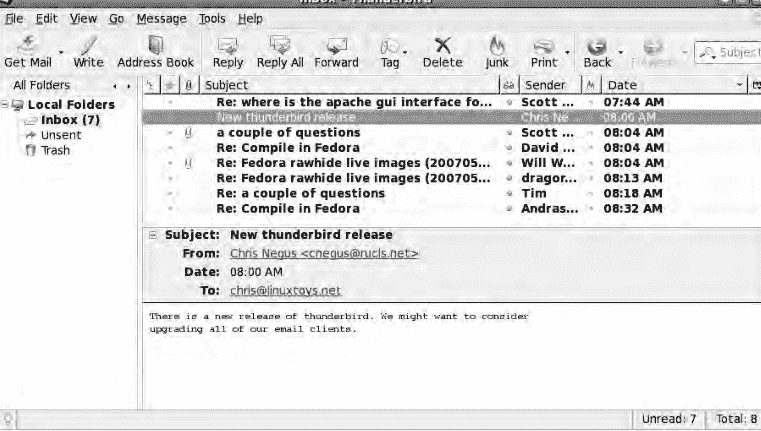 Inbox - Thunderbird
File Edit View Go Message Tools Help
Get Mail Write Address Book Reply Reply All Forward Tag Delete Junk Print Back Forward Subject
All Folders Subject Sender Date
Local Folders
Inbox (7)
Unsent
Trash
Re: where is the apache gui interface fo... Scott ... 07:44 AM
New thunderbird release Chris Ne... 08:00 AM
a couple of questions Scott ... 08:04 AM
Re: Compile in Fedora David ... 08:04 AM
Re: Fedora rawhide live images (200705... Will W... 08:04 AM
Re: Fedora rawhide live images (200705... dragor... 08:13 AM
Re: a couple of questions Tim 08:18 AM
Re: Compile in Fedora Andras... 08:32 AM
Subject: New thunderbird release
From: Chris Negus <cnegus@rucls.net>
Date: 08:00 AM
To: chris@linuxtoys.net
There is a new release of thunderbird. We might want to consider
upgrading all of our email clients.
Unread: 7 Total: 8